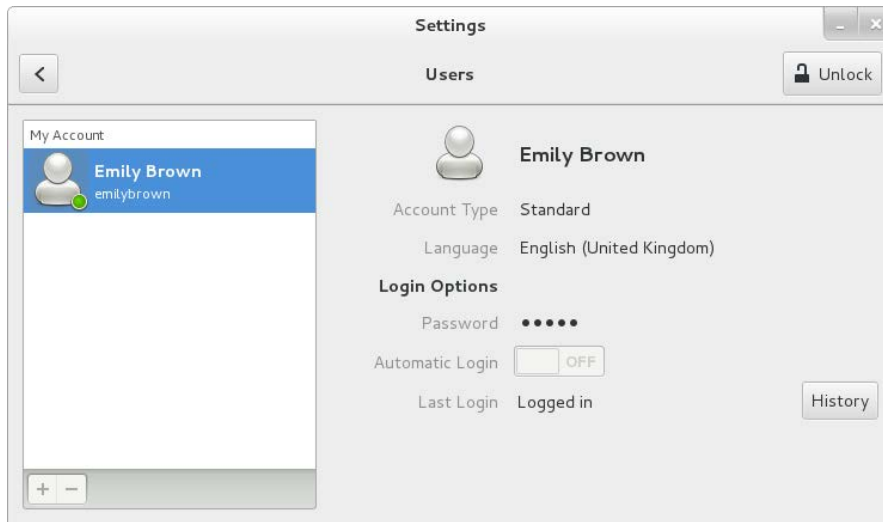 Settings
Users
Unlock
My Account
Emily Brown
emilybrown
Emily Brown
Account Type Standard
Language English (United Kingdom)
Login Options
Password •••••
Automatic Login OFF
Last Login Logged in
History